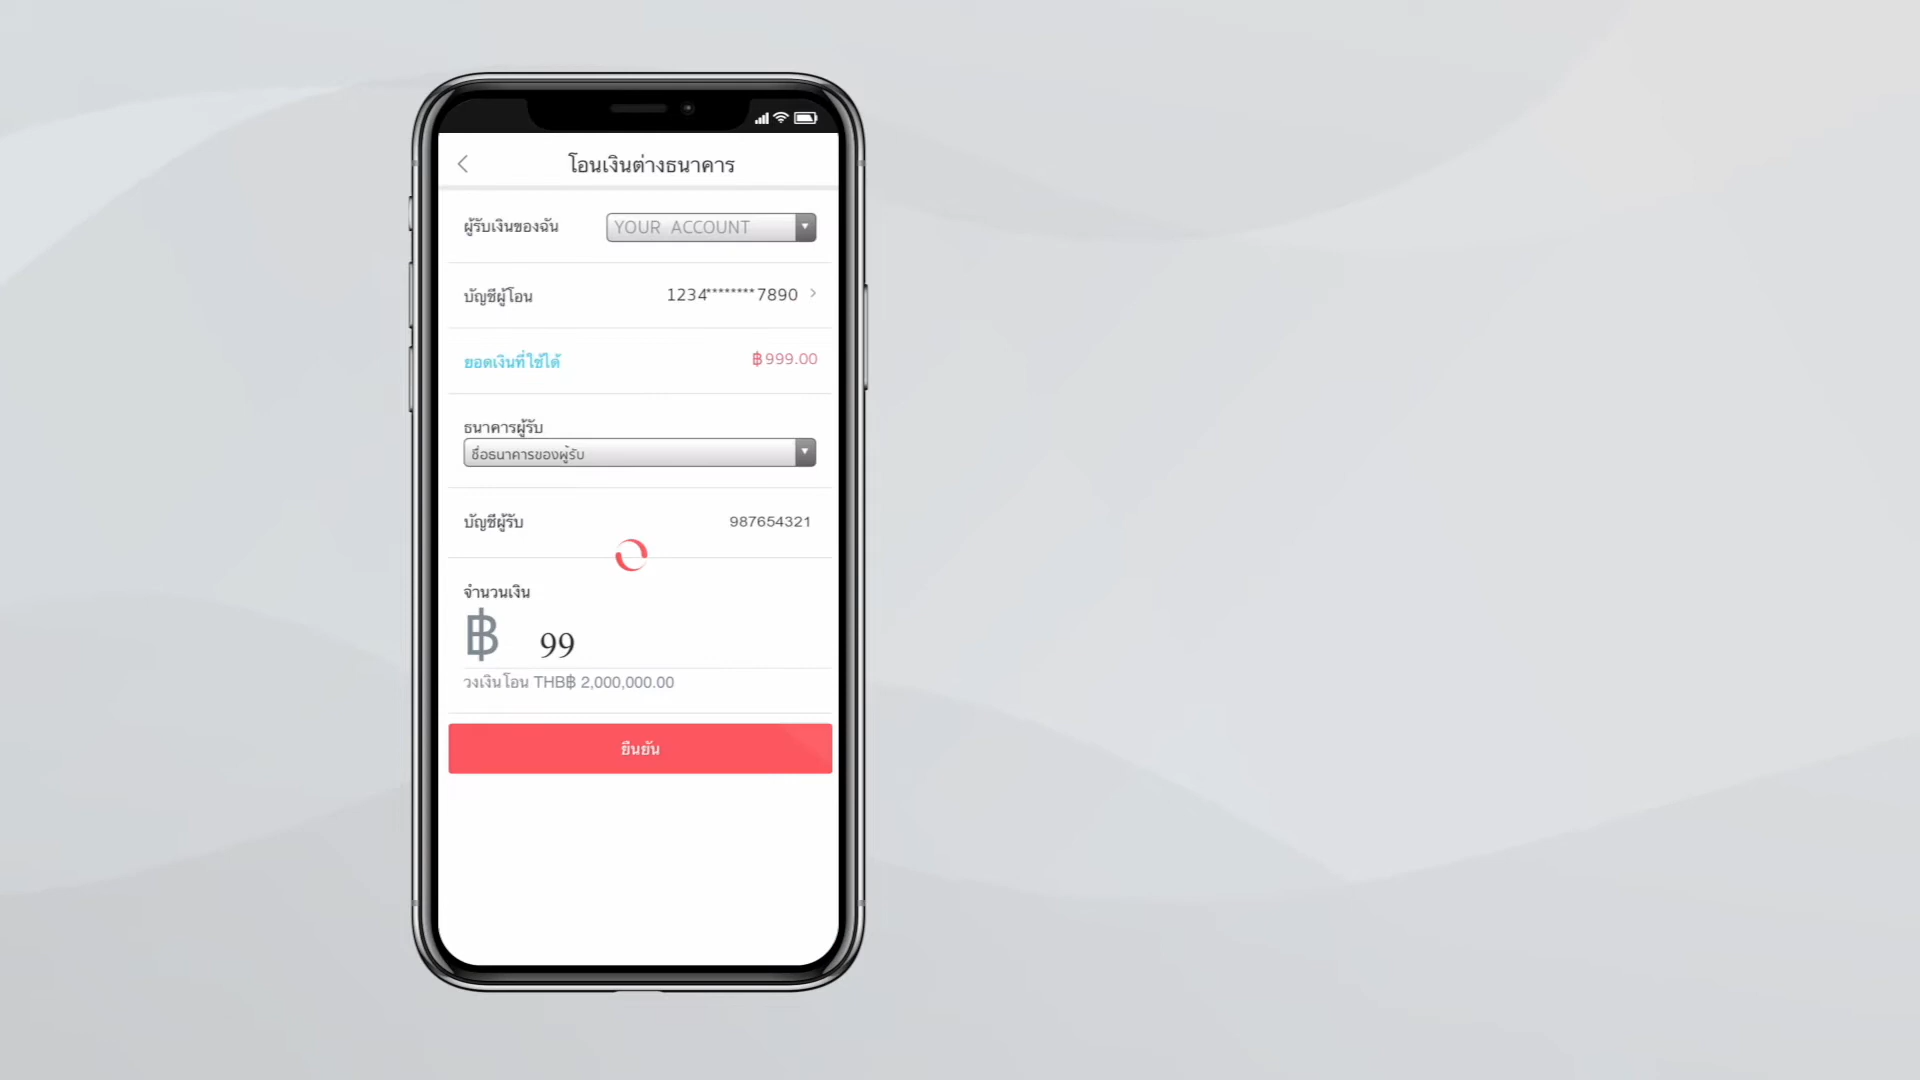 โอนเงินต่างธนาคาร
ผู้รับเงินของฉัน YOUR ACCOUNT
บัญชีผู้โอน 1234********7890
ยอดเงินที่ใช้ได้ ฿999.00
ธนาคารผู้รับ
ชื่อธนาคารของผู้รับ
บัญชีผู้รับ 987654321
จำนวนเงิน
฿ 99
วงเงินโอน THB฿ 2,000,000.00
ยืนยัน